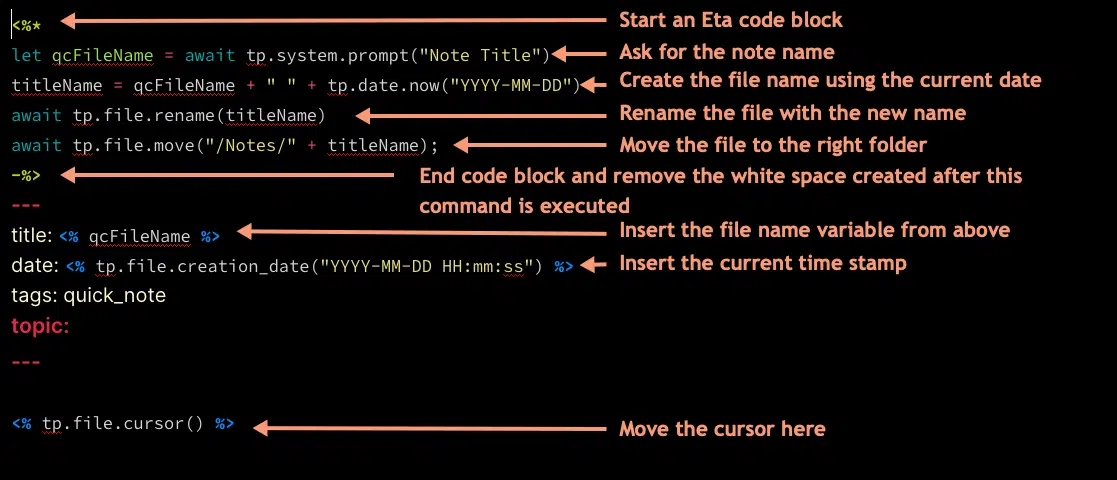 <%* Start an Eta code block
let qcFileName = await tp.system.prompt("Note Title") Ask for the note name
titleName = qcFileName + " " + tp.date.now("YYYY-MM-DD") Create the file name using the current date
await tp.file.rename(titleName) Rename the file with the new name
await tp.file.move("/Notes/" + titleName); Move the file to the right folder
-%> End code block and remove the white space created after this
command is executed
---
title: <% qcFileName %> Insert the file name variable from above
date: <% tp.file.creation_date("YYYY-MM-DD HH:mm:ss") %> Insert the current time stamp
tags: quick_note
topic:
---
<% tp.file.cursor() %> Move the cursor here